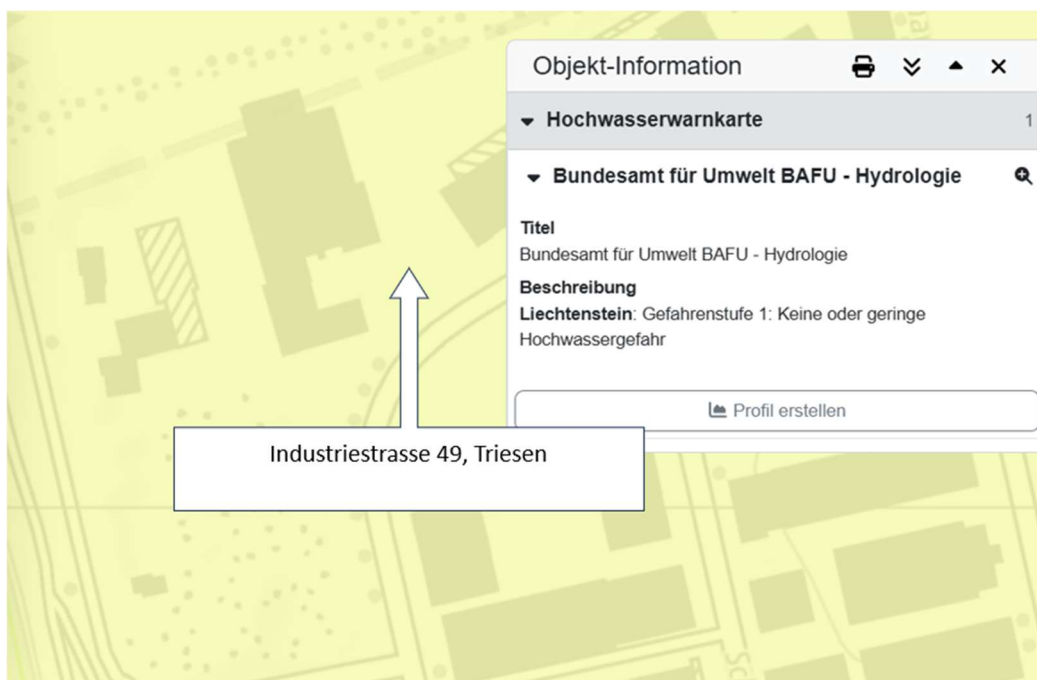 Objekt-Information
Hochwasserwarnkarte 1
Bundesamt für Umwelt BAFU - Hydrologie
Titel
Bundesamt für Umwelt BAFU - Hydrologie
Beschreibung
Liechtenstein: Gefahrenstufe 1: Keine oder geringe
Hochwassergefahr
Profil erstellen
Industriestrasse 49, Triesen